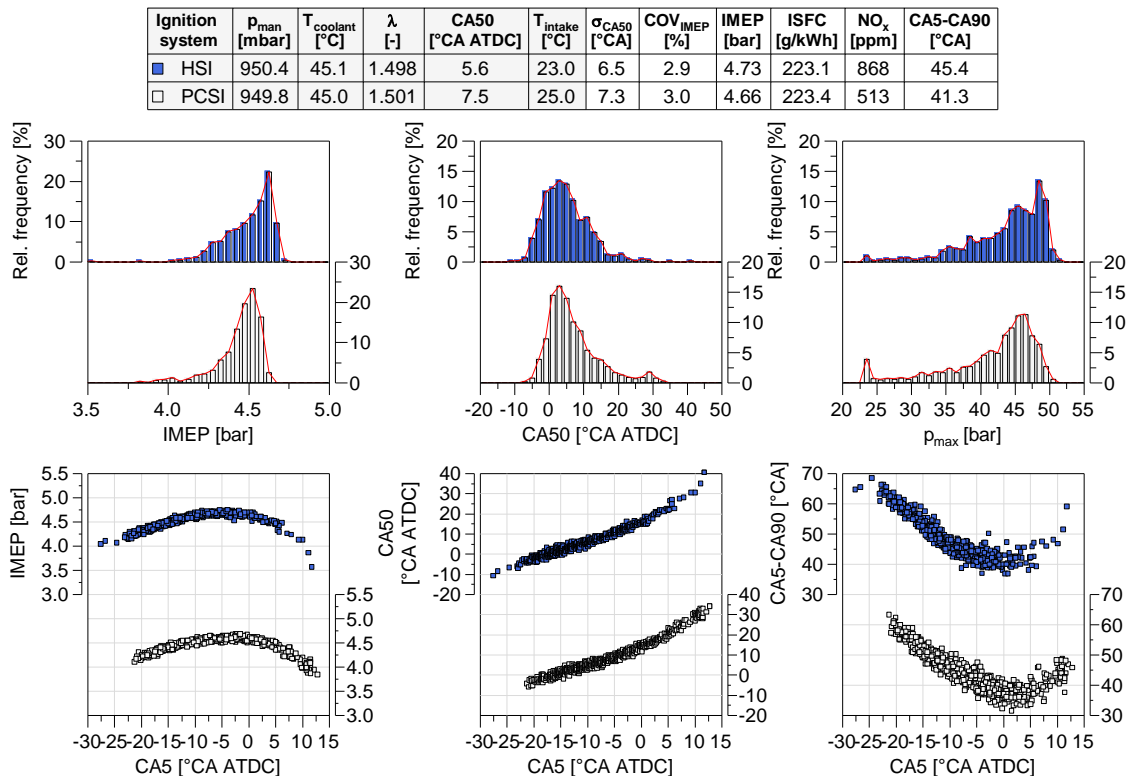 Ignition system p_man [mbar] T_coolant [°C] λ [-] CA50 [°CA ATDC] T_intake [°C] σ_CA50 [°CA] COV_IMEP [%] IMEP [bar] ISFC [g/kWh] NO_x [ppm] CA5-CA90 [°CA]
HSI 950.4 45.1 1.498 5.6 23.0 6.5 2.9 4.73 223.1 868 45.4
PCSI 949.8 45.0 1.501 7.5 25.0 7.3 3.0 4.66 223.4 513 41.3
Rel. frequency [%]
30
20
10
0
30
20
10
0
3.5 4.0 4.5 5.0
IMEP [bar]
Rel. frequency [%]
20
15
10
5
0
20
15
10
5
0
-20 -10 0 10 20 30 40 50
CA50 [°CA ATDC]
Rel. frequency [%]
20
15
10
5
0
20
15
10
5
0
20 25 30 35 40 45 50 55
p_max [bar]
IMEP [bar]
5.5
5.0
4.5
4.0
3.5
3.0
5.5
5.0
4.5
4.0
3.5
3.0
-30 -25 -20 -15 -10 -5 0 5 10 15
CA5 [°CA ATDC]
CA50
[°CA ATDC]
40
30
20
10
0
-10
-20
40
30
20
10
0
-10
-20
-30 -25 -20 -15 -10 -5 0 5 10 15
CA5 [°CA ATDC]
CA5-CA90 [°CA]
70
60
50
40
30
70
60
50
40
30
-30 -25 -20 -15 -10 -5 0 5 10 15
CA5 [°CA ATDC]